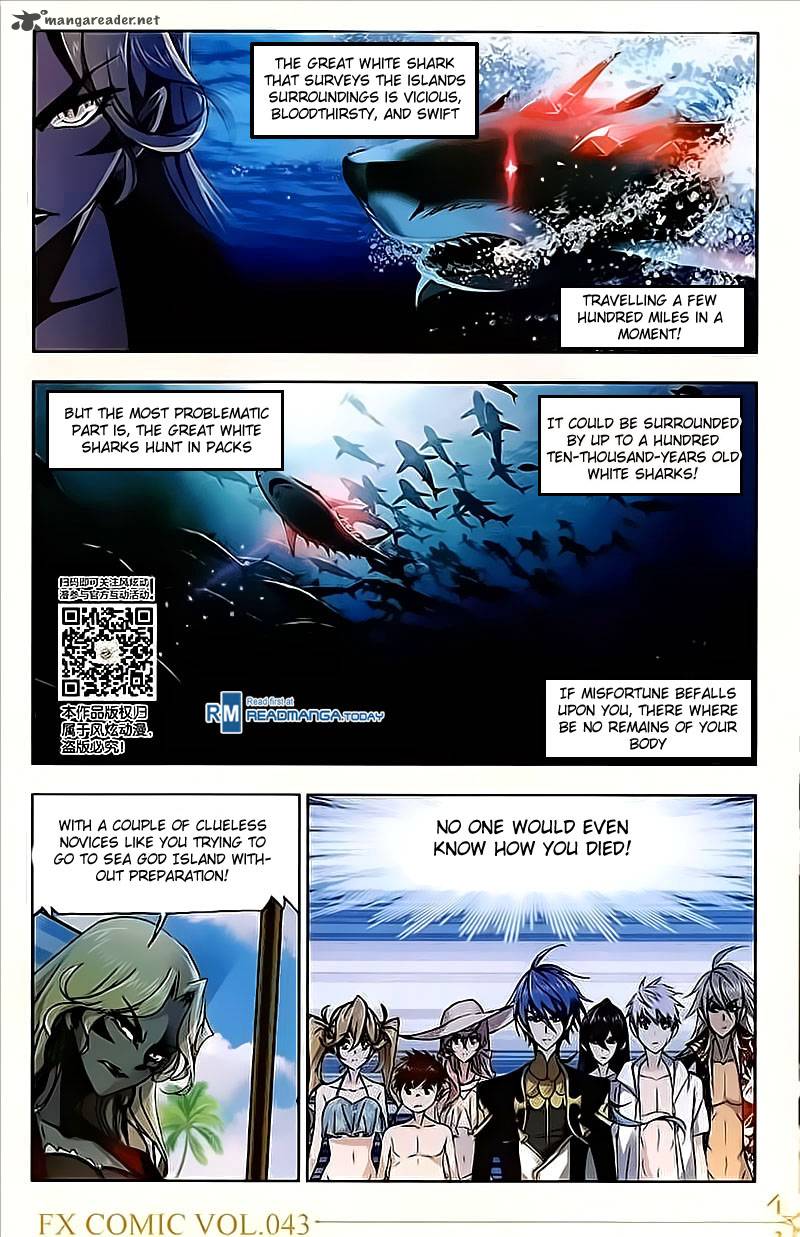 mangareader.net
THE GREAT WHITE SHARK
THAT SURVEYS THE ISLANDS
SURROUNDINGS IS VICIOUS,
BLOODTHIRSTY, AND SWIFT
TRAVELLING A FEW
HUNDRED MILES IN A
MOMENT!
BUT THE MOST PROBLEMATIC
PART IS, THE GREAT WHITE
SHARKS HUNT IN PACKS
IT COULD BE SURROUNDED
BY UP TO A HUNDRED
TEN-THOUSAND-YEARS OLD
WHITE SHARKS!
扫码即可关注风炫动
漫参与官方互动活动.
本作品版权归
属于风炫动漫,
盗版必究!
RM
Read first at
READMANGA.TODAY
IF MISFORTUNE BEFALLS
UPON YOU, THERE WHERE
BE NO REMAINS OF YOUR
BODY
WITH A COUPLE OF CLUELESS
NOVICES LIKE YOU TRYING TO
GO TO SEA GOD ISLAND WITH-
OUT PREPARATION!
NO ONE WOULD EVEN
KNOW HOW YOU DIED!
FX COMIC VOL.043